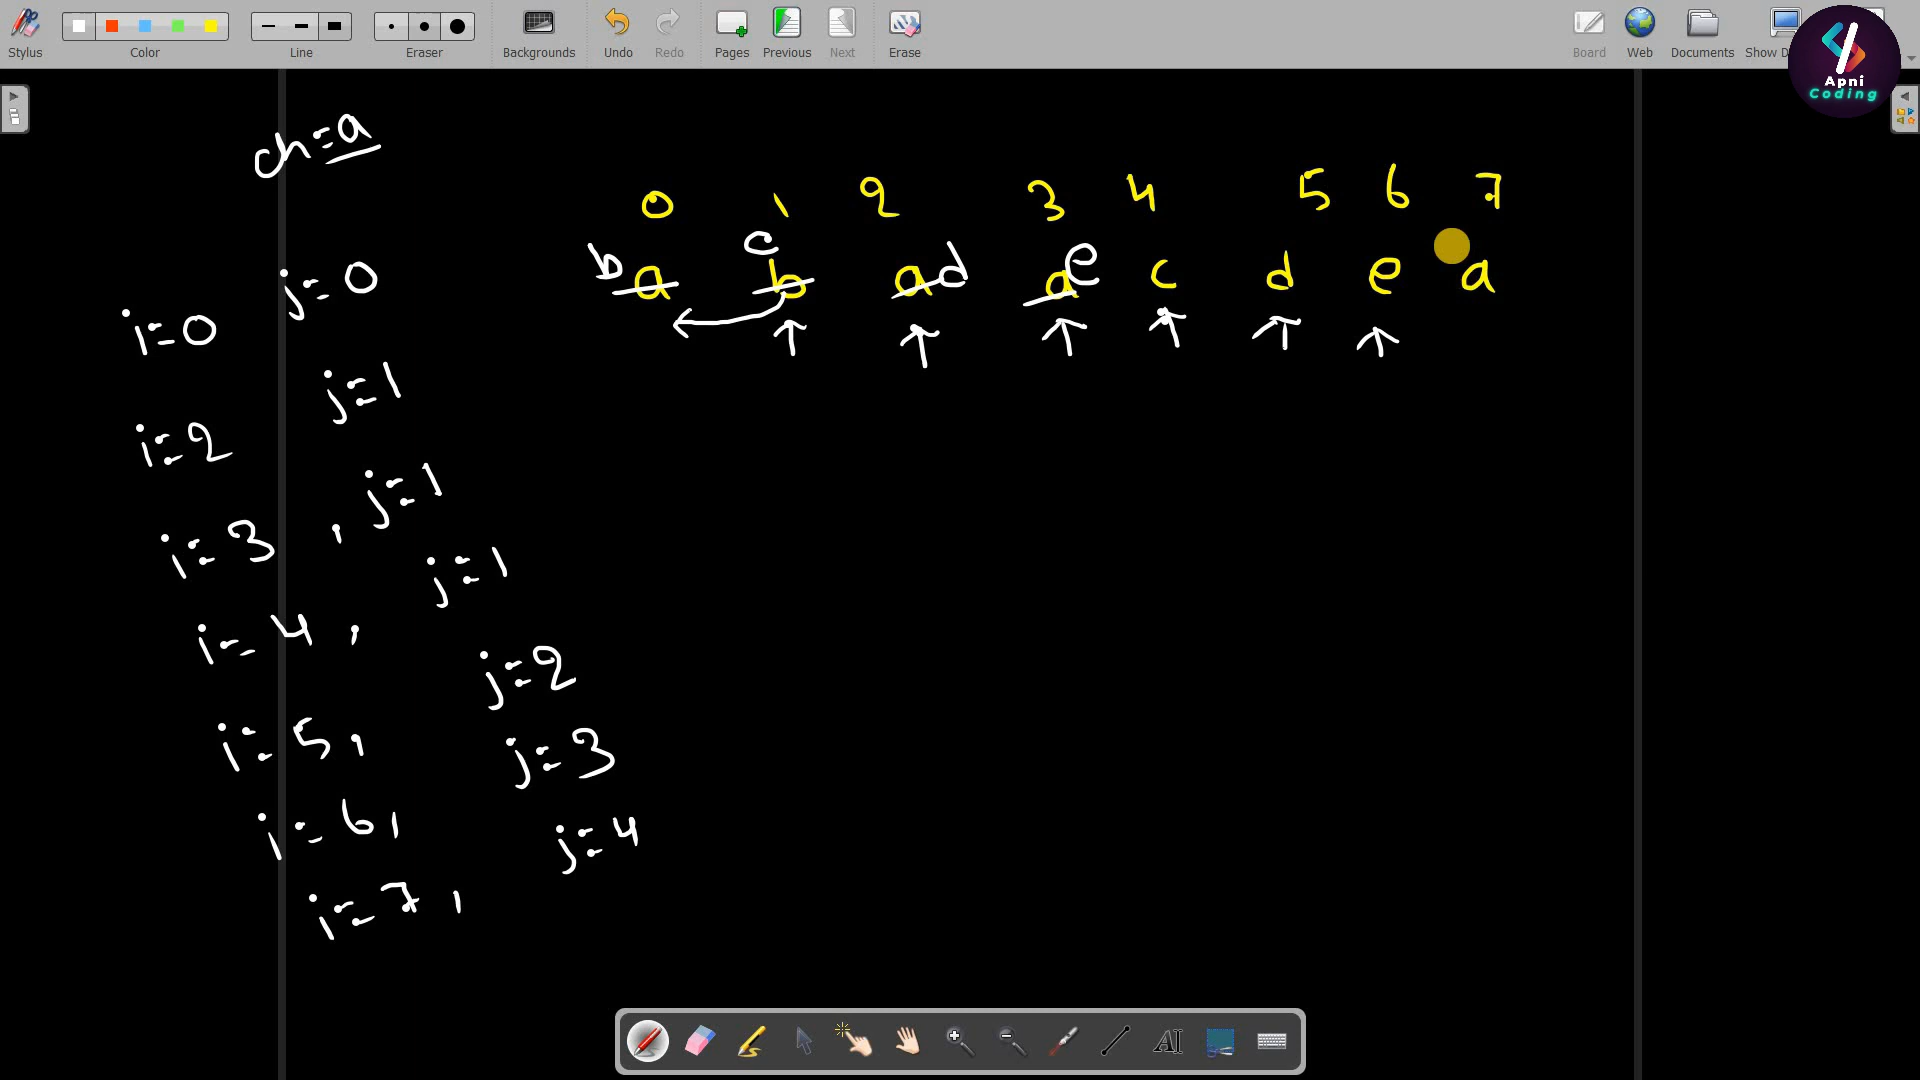 Stylus Color Line Eraser Backgrounds Undo Redo Pages Previous Next Erase Board Web Documents Show D
Apni
Coding
ch=a
0 1 2 3 4 5 6 7
b a c b a d a e c d e a
i=0 j=0
i=2 j=1
i=3 , j=1
i=4 , j=1
i=5, j=2
i=6, j=3
i=7, j=4
AI